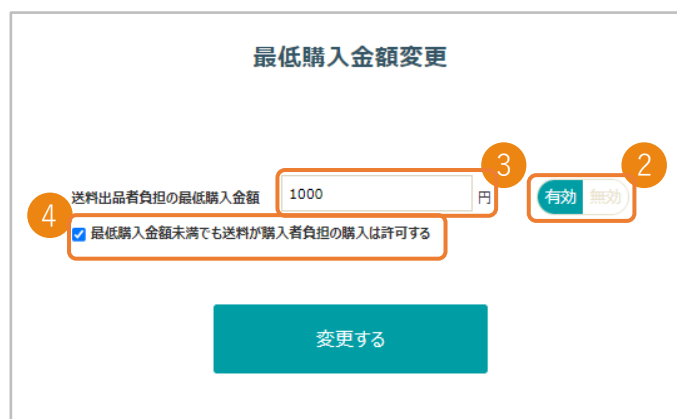 最低購入金額変更
3
2
送料出品者負担の最低購入金額 1000 円 有効 無効
4
最低購入金額未満でも送料が購入者負担の購入は許可する
変更する